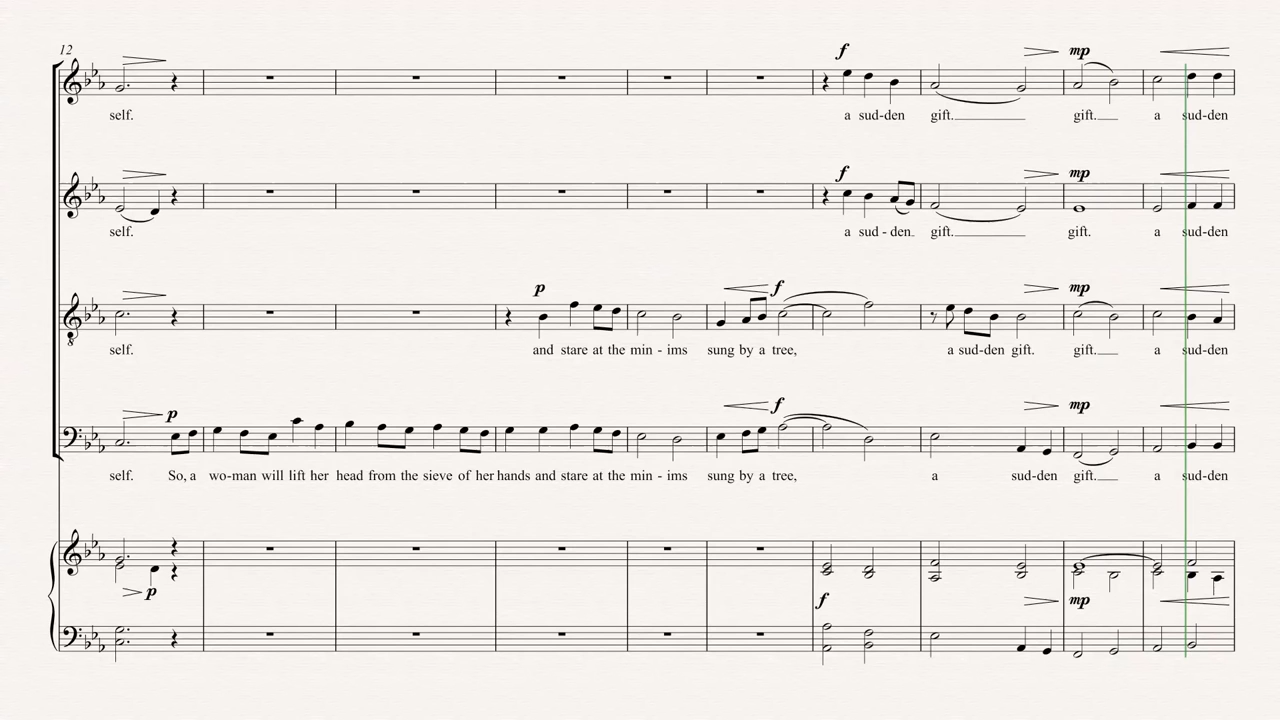 12
f mp
self. a sud-den gift. gift. a sud-den
f mp
self. a sud - den gift. gift. a sud-den
p f mp
self. and stare at the min - ims sung by a tree, a sud-den gift. gift. a sud-den
p f mp
self. So, a wo-man will lift her head from the sieve of her hands and stare at the min - ims sung by a tree, a sud-den gift. a sud-den
p f mp